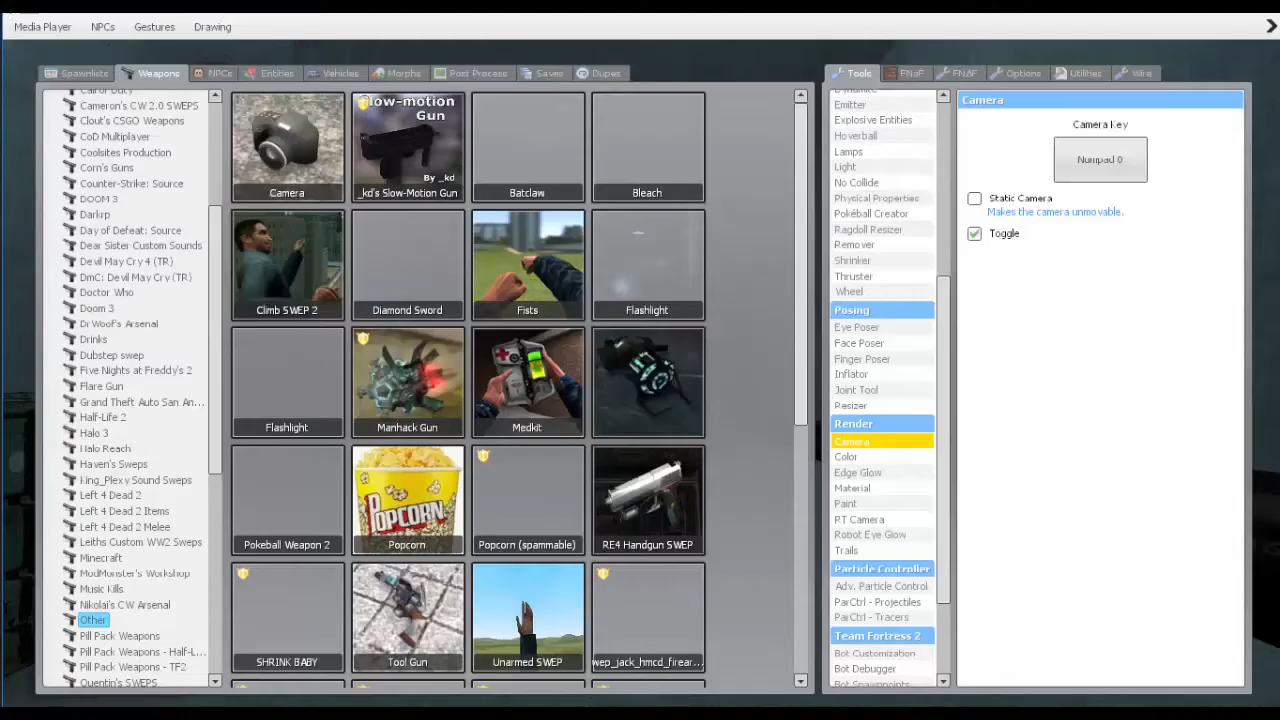 Media Player NPCs Gestures Drawing
Spawnlists Weapons NPCs Entities Vehicles Morphs Post Process Saves Dupes
Call of Duty
Cameron's CW 2.0 SWEPS
Clout's CSGO Weapons
CoD Multiplayer
Coolsites Production
Corn's Guns
Counter-Strike: Source
DOOM 3
Darkrp
Day of Defeat: Source
Dear Sister Custom Sounds
Devil May Cry 4 (TR)
DmC: Devil May Cry (TR)
Doctor Who
Doom 3
DrWoof's Arsenal
Drinks
Dubstep swep
Five Nights at Freddy's 2
Flare Gun
Grand Theft Auto San An...
Half-Life 2
Halo 3
Halo Reach
Haven's Sweps
King_Plexy Sound Sweps
Left 4 Dead 2
Left 4 Dead 2 Items
Left 4 Dead 2 Melee
Leiths Custom WW2 Sweps
Minecraft
ModMonster's Workshop
Music Kills
Nikolai's CW Arsenal
Other
Pill Pack Weapons
Pill Pack Weapons - Half-L...
Pill Pack Weapons - TF2
Quentin's SWEPS
Slow-motion
Gun
By _kd
Camera _kd's Slow-Motion Gun Batclaw Bleach
Climb SWEP 2 Diamond Sword Fists Flashlight
Flashlight Manhack Gun Medkit
POPCORN
Pokeball Weapon 2 Popcorn Popcorn (spammable) RE4 Handgun SWEP
SHRINK BABY Tool Gun Unarmed SWEP wep_jack_hmcd_firear...
Tools FNaF FNAF Options Utilities Wire
Dynamite
Emitter
Explosive Entities
Hoverball
Lamps
Light
No Collide
Physical Properties
Pokéball Creator
Ragdoll Resizer
Remover
Shrinker
Thruster
Wheel
Posing
Eye Poser
Face Poser
Finger Poser
Inflator
Joint Tool
Resizer
Render
Camera
Color
Edge Glow
Material
Paint
RT Camera
Robot Eye Glow
Trails
Particle Controller
Adv. Particle Control
ParCtrl - Projectiles
ParCtrl - Tracers
Team Fortress 2
Bot Customization
Bot Debugger
Bot Spawnpoints
Camera
Camera Key
Numpad 0
Static Camera
Makes the camera unmovable.
Toggle